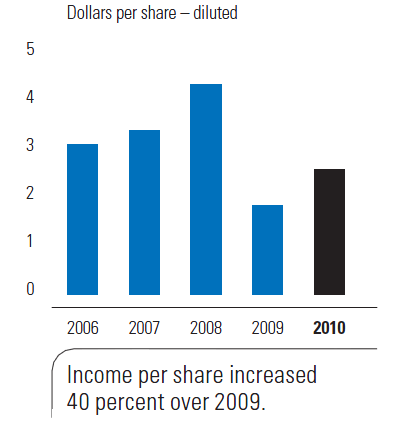 Dollars per share – diluted
5
4
3
2
1
0
2006 2007 2008 2009 2010
Income per share increased
40 percent over 2009.